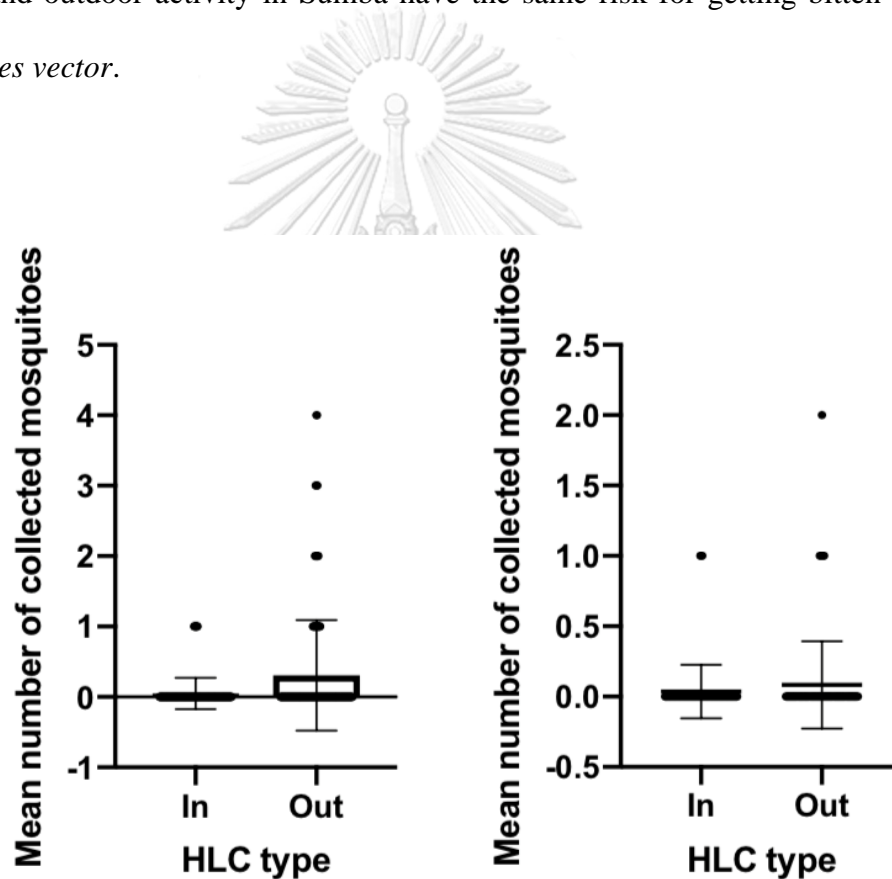 nd outdoor activity in Sumba have the same risk for getting bitten
es vector.
Mean number of collected mosquitoes
5
4
3
2
1
0
-1
In Out
HLC type
Mean number of collected mosquitoes
2.5
2.0
1.5
1.0
0.5
0.0
-0.5
In Out
HLC type